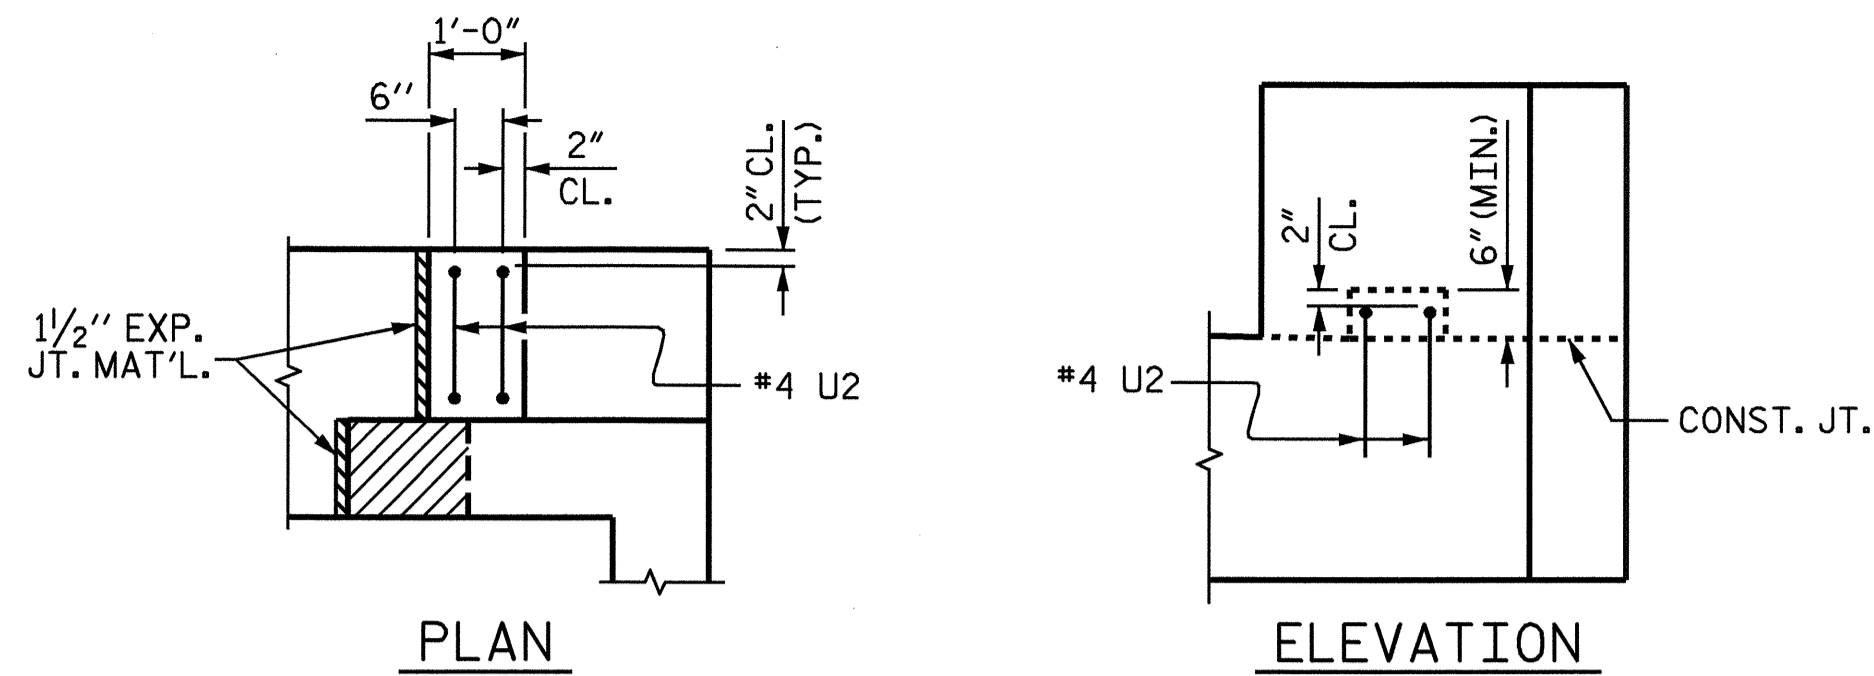 1'-0"
6"
2"
CL.
2" CL.
(TYP.)
1½" EXP.
JT. MAT'L.
#4 U2
PLAN
2"
CL.
6" (MIN.)
#4 U2
CONST. JT.
ELEVATION